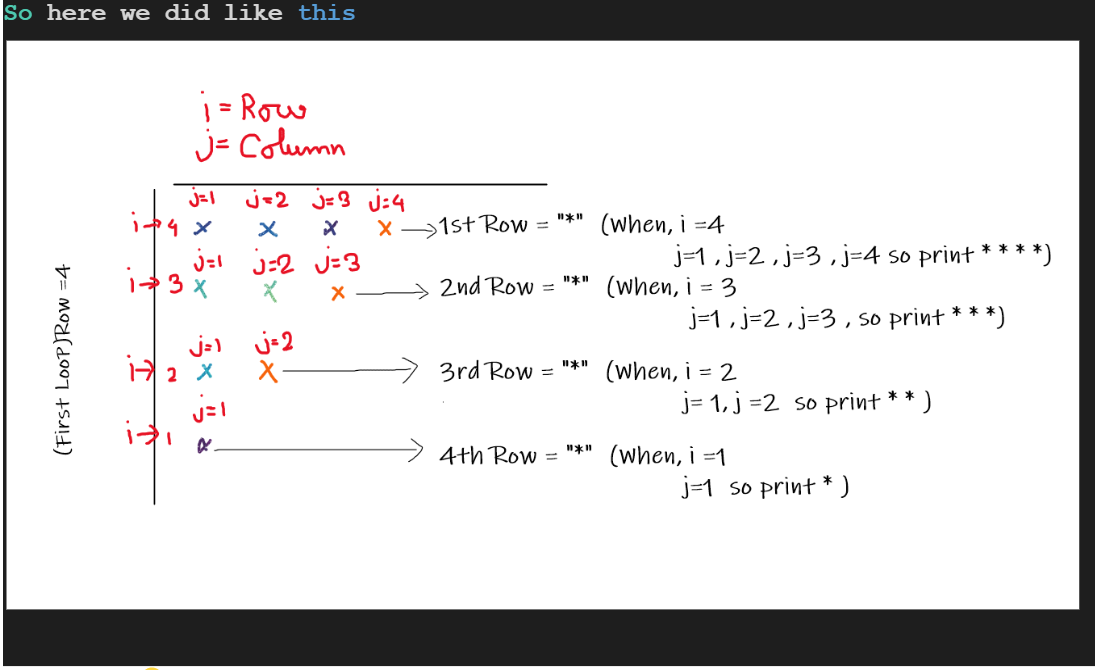 So here we did like this
i = Row
j= Column
j=1 j=2 j=3 j=4
i→4 x x x x → 1st Row = "*" (When, i =4
j=1 , j=2 , j=3 , j=4 so print * * * *)
j=1 j=2 j=3
i→3 x x x → 2nd Row = "*" (When, i = 3
j=1 , j=2 , j=3 , so print * * *)
j=1 j=2
i→2 x x → 3rd Row = "*" (When, i = 2
j= 1, j =2 so print * * )
j=1
i→1 x → 4th Row = "*" (When, i =1
j=1 so print * )
(First LooP)Row =4